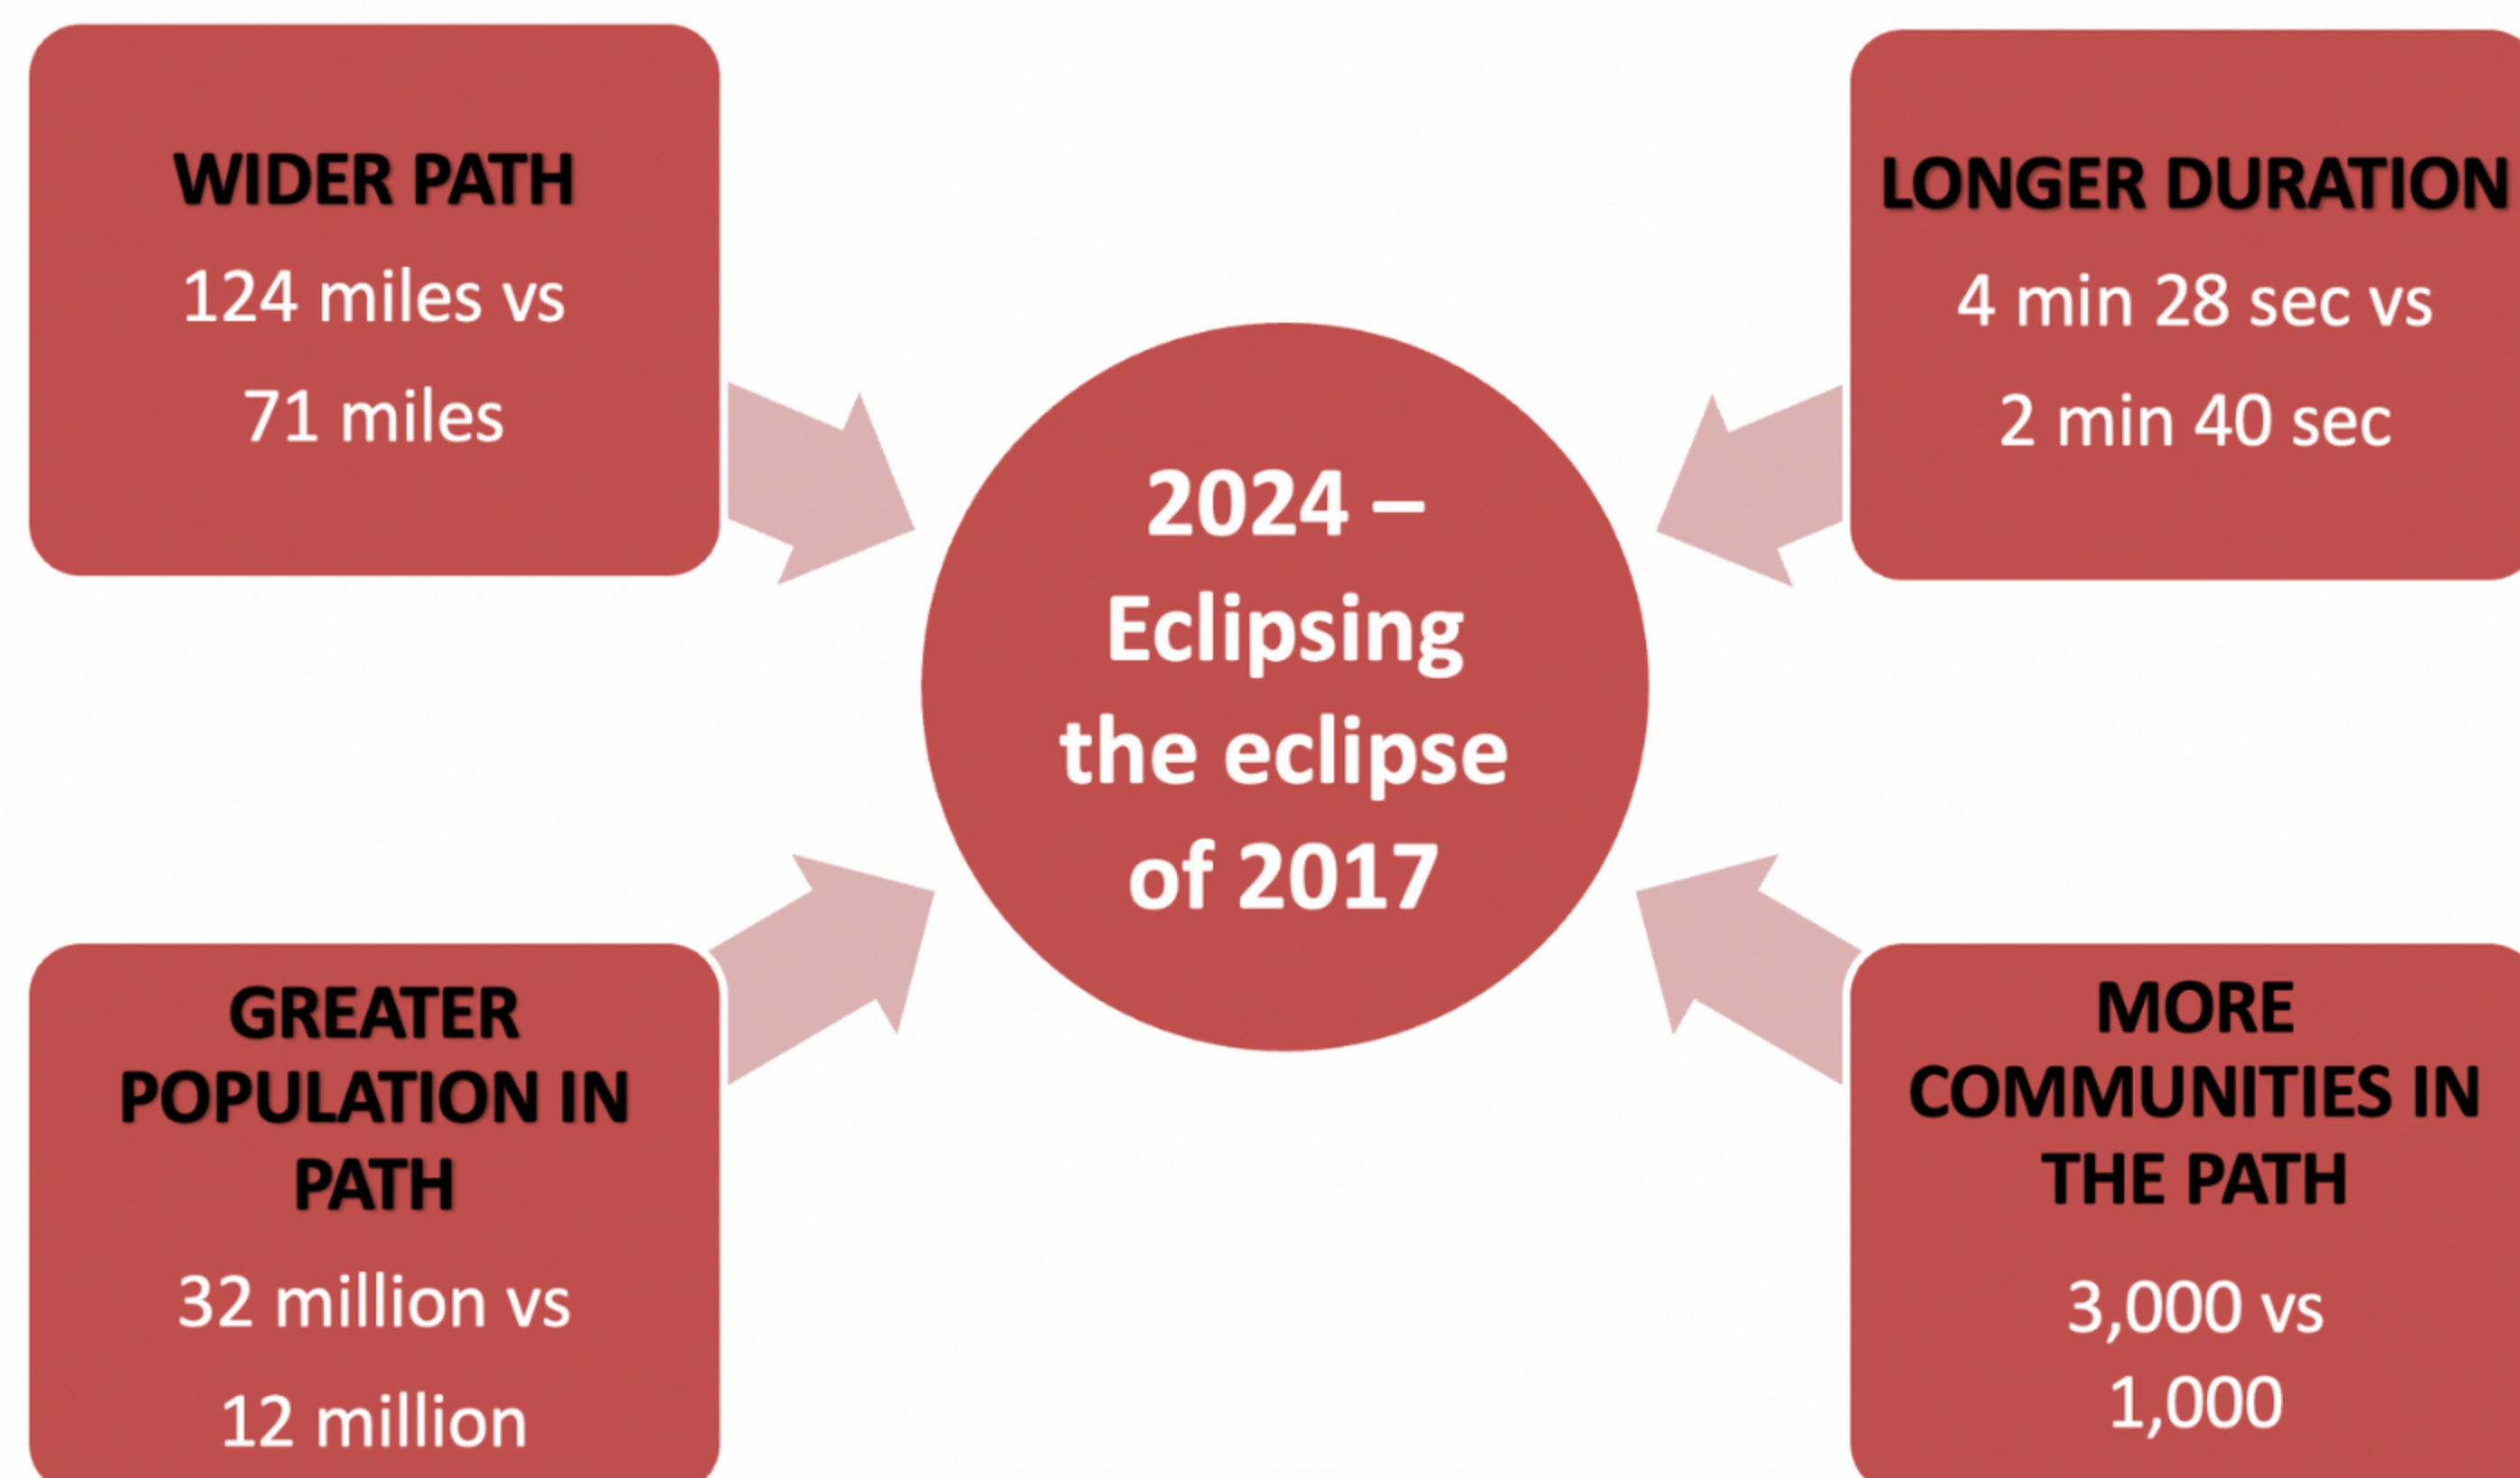 WIDER PATH
124 miles vs
71 miles
LONGER DURATION
4 min 28 sec vs
2 min 40 sec
2024 –
Eclipsing
the eclipse
of 2017
GREATER
POPULATION IN
PATH
32 million vs
12 million
MORE
COMMUNITIES IN
THE PATH
3,000 vs
1,000